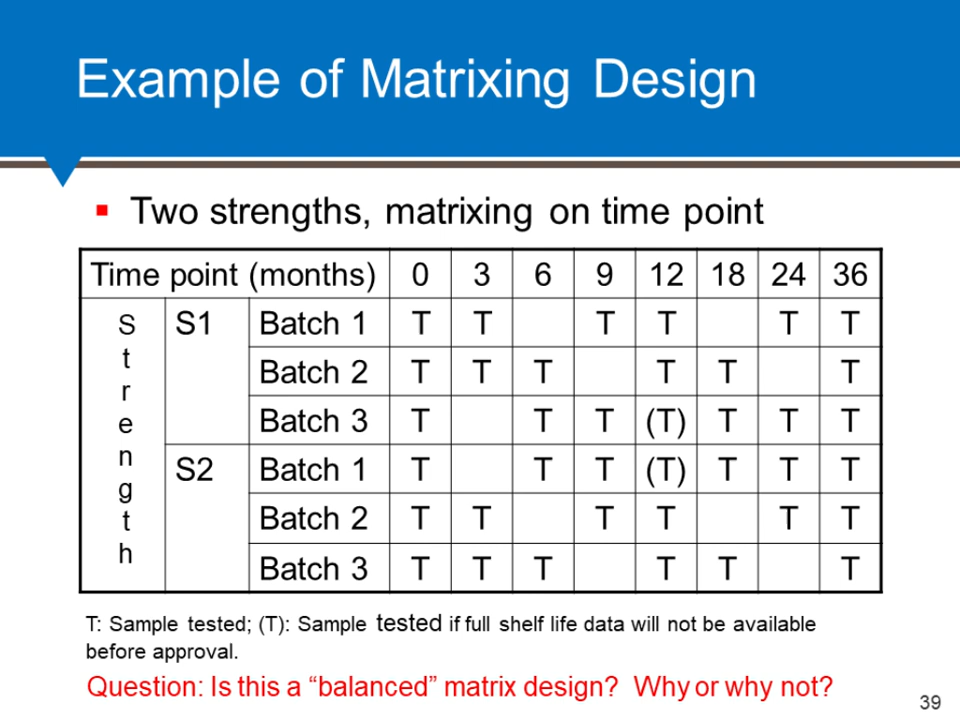 Example of Matrixing Design
▪ Two strengths, matrixing on time point
Time point (months) 0 3 6 9 12 18 24 36
Strength S1 Batch 1 T T T T T T
Batch 2 T T T T T T
Batch 3 T T T (T) T T T
S2 Batch 1 T T T (T) T T T
Batch 2 T T T T T T
Batch 3 T T T T T T
T: Sample tested; (T): Sample tested if full shelf life data will not be available
before approval.
Question: Is this a “balanced” matrix design? Why or why not?
39